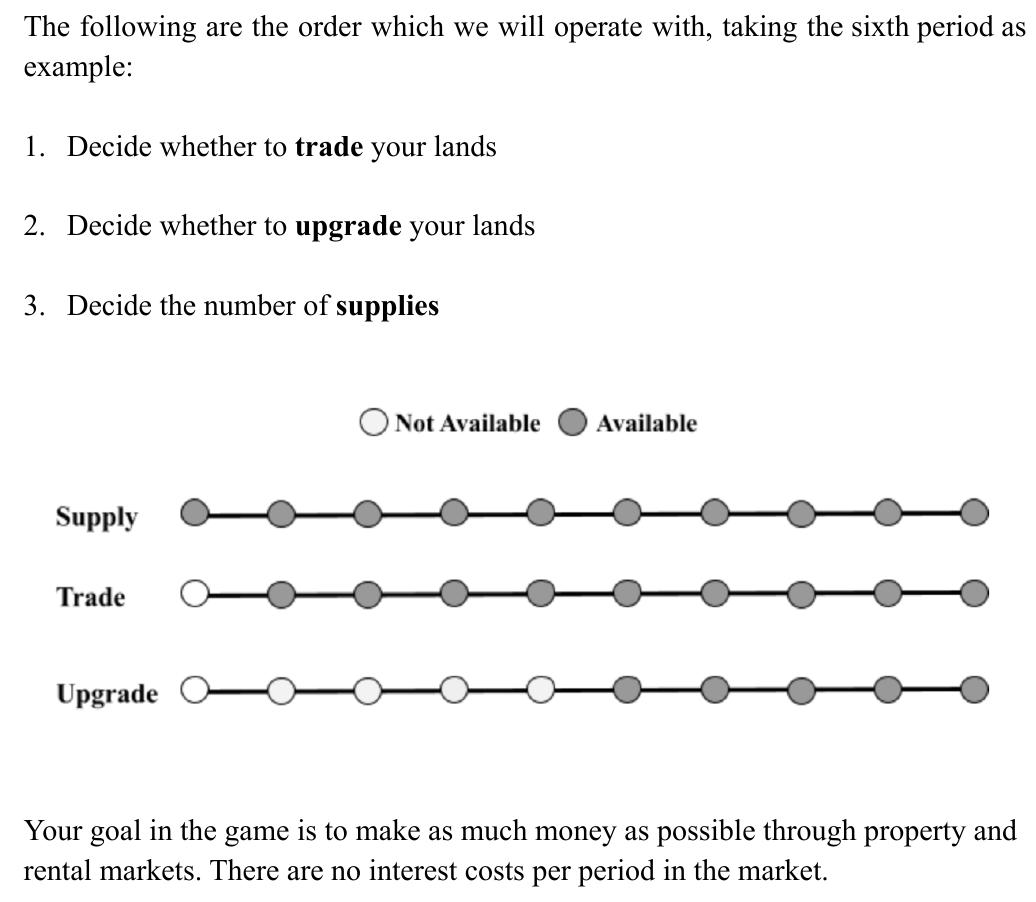 The following are the order which we will operate with, taking the sixth period as
example:
1. Decide whether to trade your lands
2. Decide whether to upgrade your lands
3. Decide the number of supplies
Not Available Available
Supply
Trade
Upgrade
Your goal in the game is to make as much money as possible through property and
rental markets. There are no interest costs per period in the market.